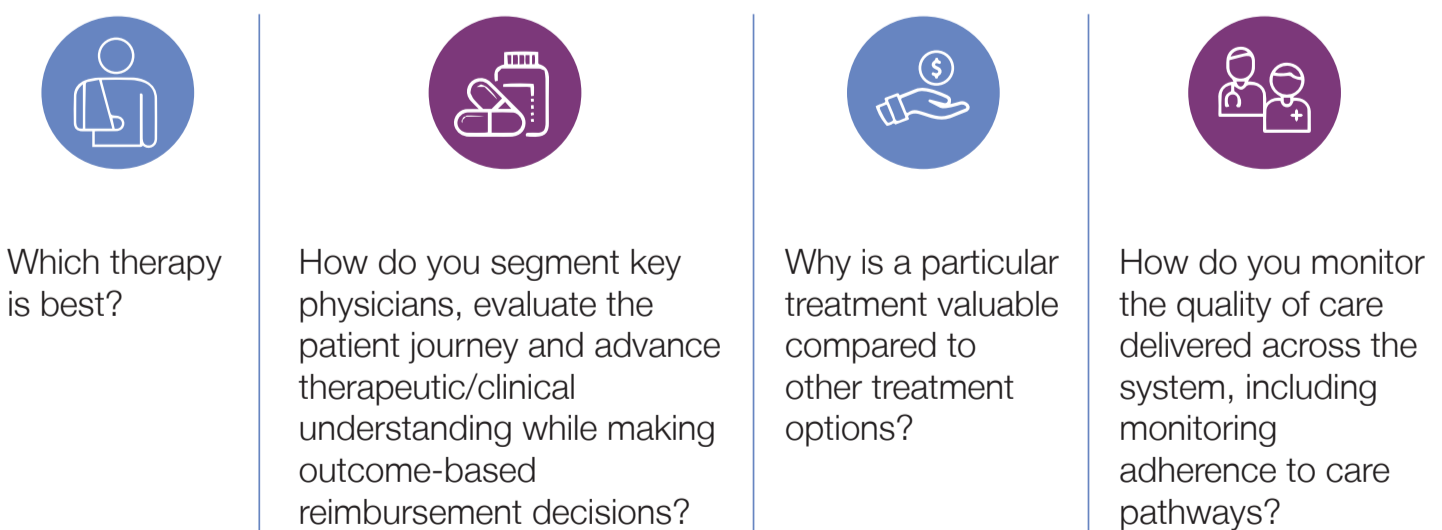 Which therapy
is best?
How do you segment key
physicians, evaluate the
patient journey and advance
therapeutic/clinical
understanding while making
outcome-based
reimbursement decisions?
$
Why is a particular
treatment valuable
compared to
other treatment
options?
How do you monitor
the quality of care
delivered across the
system, including
monitoring
adherence to care
pathways?